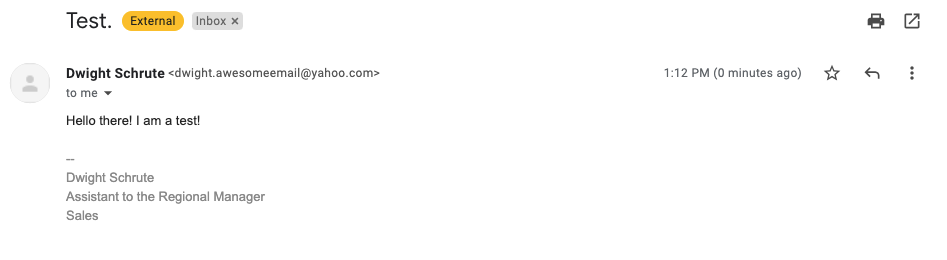 Test. External Inbox ×
Dwight Schrute <dwight.awesomeemail@yahoo.com> 1:12 PM (0 minutes ago)
to me
Hello there! I am a test!
--
Dwight Schrute
Assistant to the Regional Manager
Sales